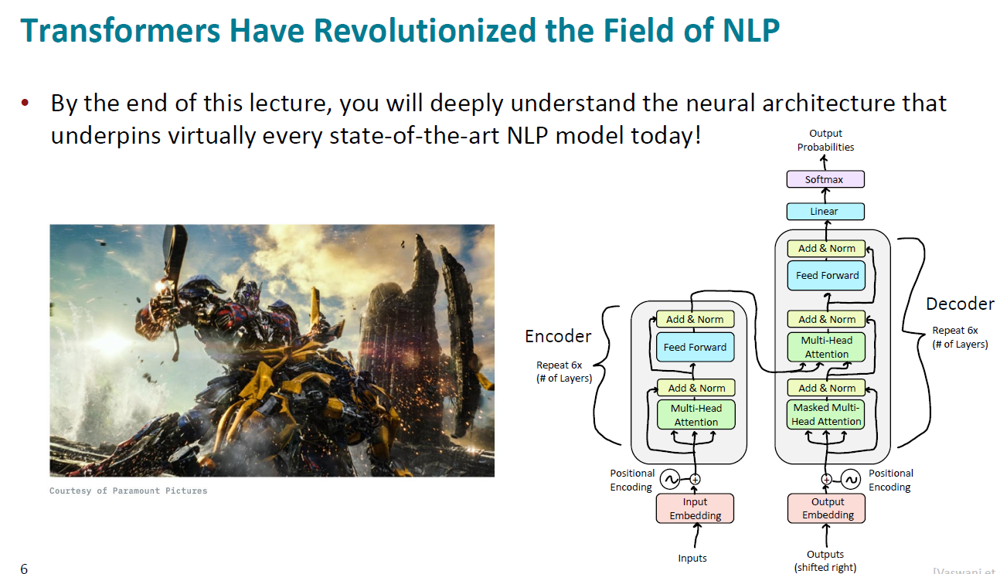 Transformers Have Revolutionized the Field of NLP
• By the end of this lecture, you will deeply understand the neural architecture that
underpins virtually every state-of-the-art NLP model today!
Output
Probabilities
Softmax
Linear
Add & Norm
Feed Forward
Add & Norm
Multi-Head
Attention
Add & Norm
Masked Multi-
Head Attention
Decoder
Repeat 6x
(# of Layers)
Encoder
Repeat 6x
(# of Layers)
Add & Norm
Feed Forward
Add & Norm
Multi-Head
Attention
Positional
Encoding
+
Input
Embedding
Inputs
+
Positional
Encoding
Output
Embedding
Outputs
(shifted right)
Courtesy of Paramount Pictures
6
[Vaswani et